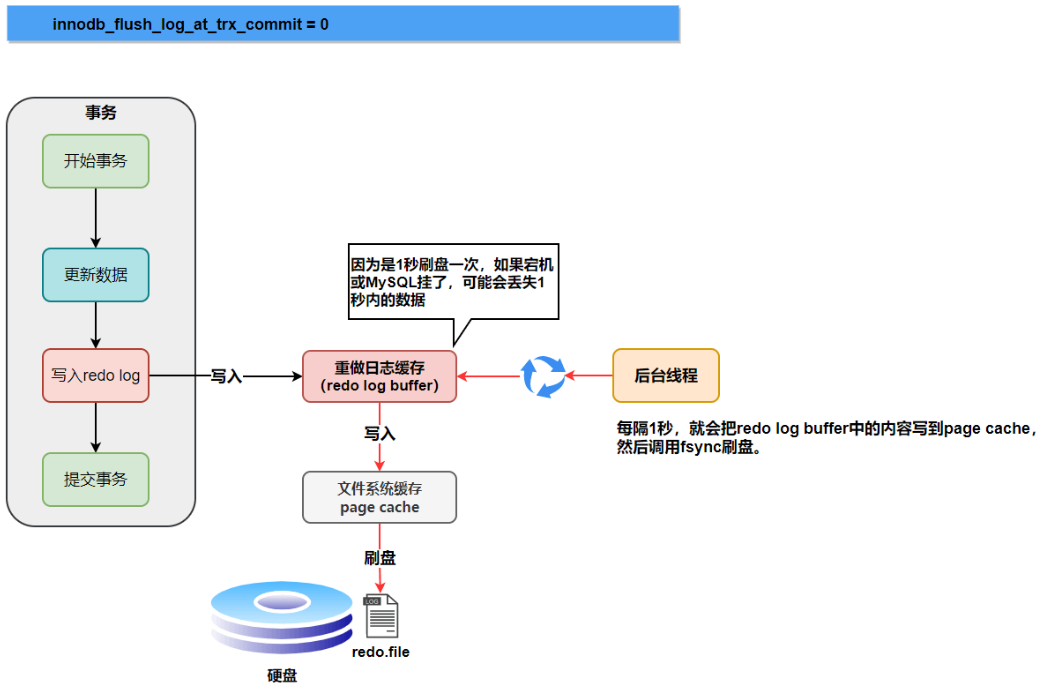 innodb_flush_log_at_trx_commit = 0
事务
开始事务
更新数据
因为是1秒刷盘一次，如果宕机
或MySQL挂了，可能会丢失1
秒内的数据
写入redo log
写入
重做日志缓存
（redo log buffer）
后台线程
每隔1秒，就会把redo log buffer中的内容写到page cache，
然后调用fsync刷盘。
写入
提交事务
文件系统缓存
page cache
刷盘
LOG
redo.file
硬盘